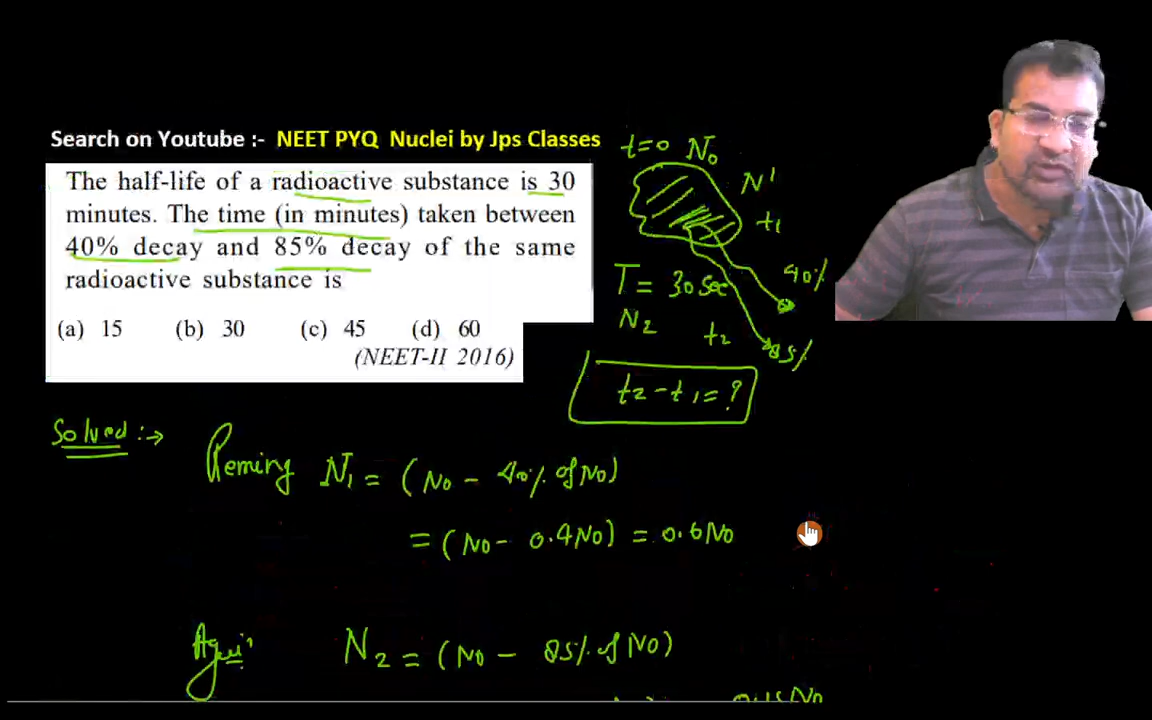 Search on Youtube :- NEET PYQ Nuclei by Jps Classes
The half-life of a radioactive substance is 30
minutes. The time (in minutes) taken between
40% decay and 85% decay of the same
radioactive substance is
(a) 15 (b) 30 (c) 45 (d) 60
(NEET-II 2016)
t=0 N0
N'
t1
40%
T = 30 sec
N2 t2
85%
t2 - t1 = ?
Solved :→
Reming N1 = (N0 - 40% of N0)
= (N0 - 0.4N0) = 0.6N0
N2 = (N0 - 85% of N0)